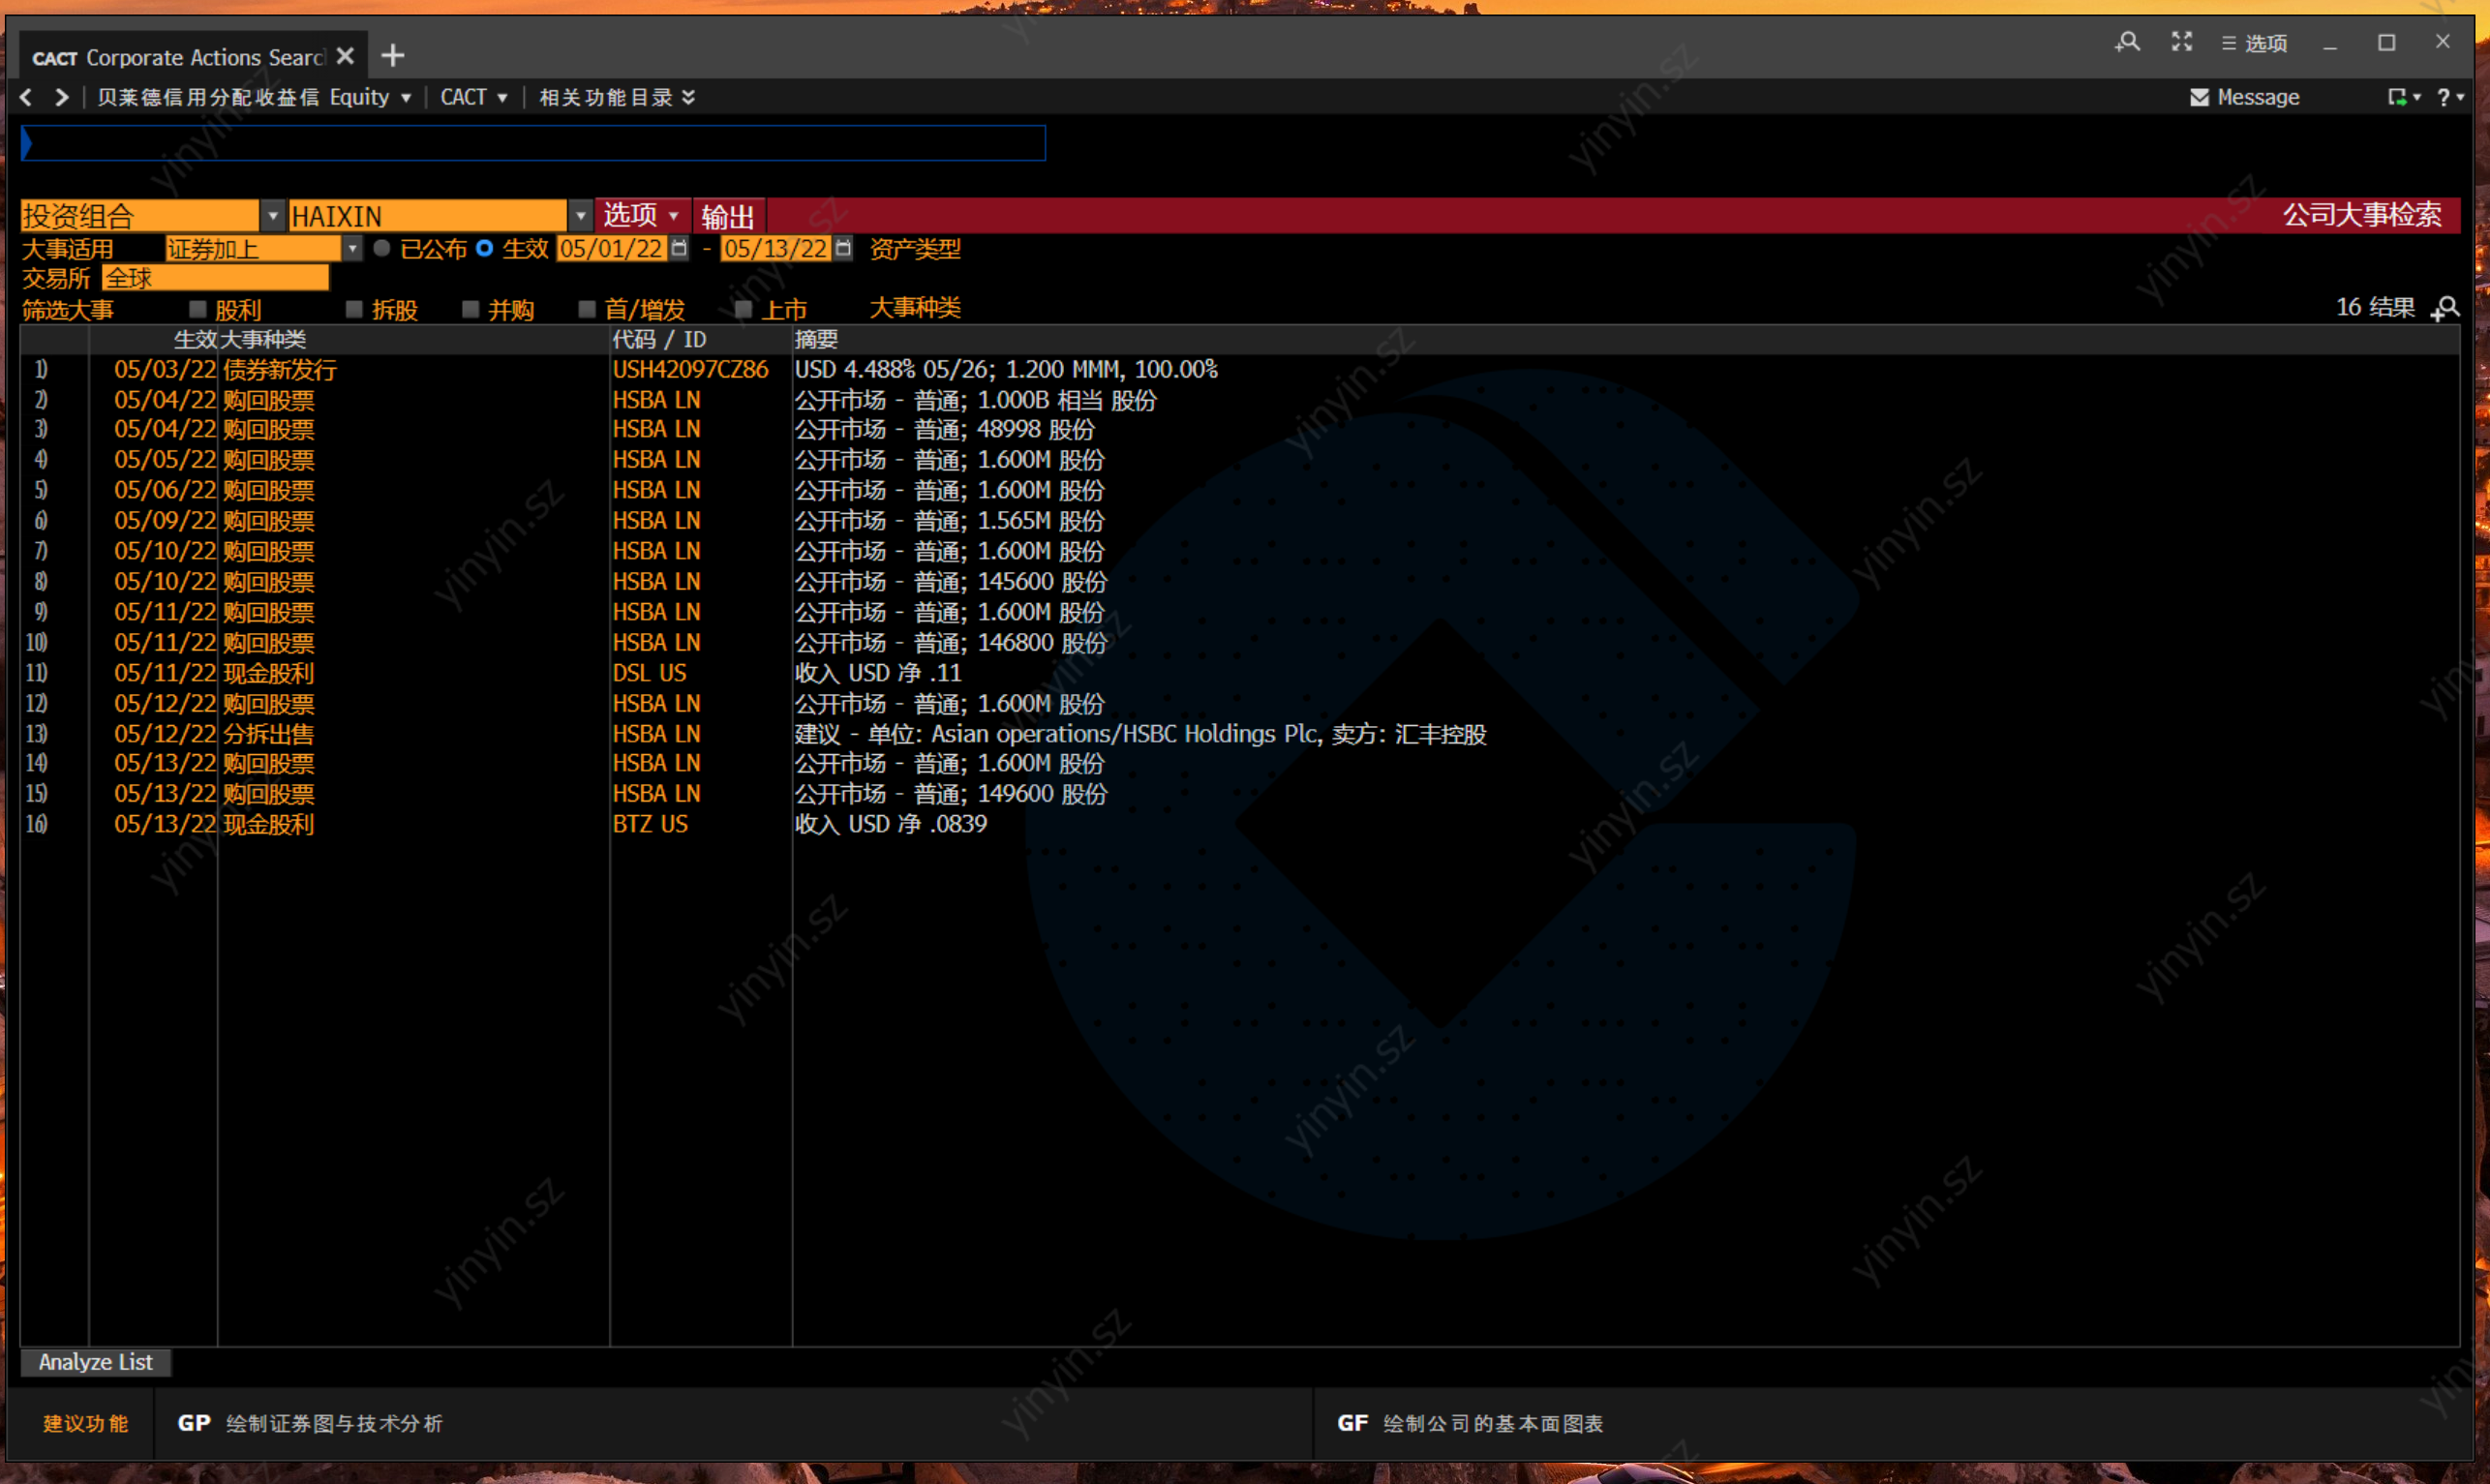 CACT Corporate Actions Searc
选项
贝莱德信用分配收益信 Equity CACT 相关功能目录 Message ?
投资组合 HAIXIN 选项 输出 公司大事检索
大事适用 证券加上 已公布 生效 05/01/22 - 05/13/22 资产类型
交易所 全球
筛选大事 股利 拆股 并购 首/增发 上市 大事种类 16 结果
生效 大事种类 代码 / ID 摘要
1) 05/03/22 债券新发行 USH42097CZ86 USD 4.488% 05/26; 1.200 MMM, 100.00%
2) 05/04/22 购回股票 HSBA LN 公开市场 - 普通; 1.000B 相当 股份
3) 05/04/22 购回股票 HSBA LN 公开市场 - 普通; 48998 股份
4) 05/05/22 购回股票 HSBA LN 公开市场 - 普通; 1.600M 股份
5) 05/06/22 购回股票 HSBA LN 公开市场 - 普通; 1.600M 股份
6) 05/09/22 购回股票 HSBA LN 公开市场 - 普通; 1.565M 股份
7) 05/10/22 购回股票 HSBA LN 公开市场 - 普通; 1.600M 股份
8) 05/10/22 购回股票 HSBA LN 公开市场 - 普通; 145600 股份
9) 05/11/22 购回股票 HSBA LN 公开市场 - 普通; 1.600M 股份
10) 05/11/22 购回股票 HSBA LN 公开市场 - 普通; 146800 股份
11) 05/11/22 现金股利 DSL US 收入 USD 净 .11
12) 05/12/22 购回股票 HSBA LN 公开市场 - 普通; 1.600M 股份
13) 05/12/22 分拆出售 HSBA LN 建议 - 单位: Asian operations/HSBC Holdings Plc, 卖方: 汇丰控股
14) 05/13/22 购回股票 HSBA LN 公开市场 - 普通; 1.600M 股份
15) 05/13/22 购回股票 HSBA LN 公开市场 - 普通; 149600 股份
16) 05/13/22 现金股利 BTZ US 收入 USD 净 .0839
Analyze List
建议功能 GP 绘制证券图与技术分析 GF 绘制公司的基本面图表
yinyin.sz